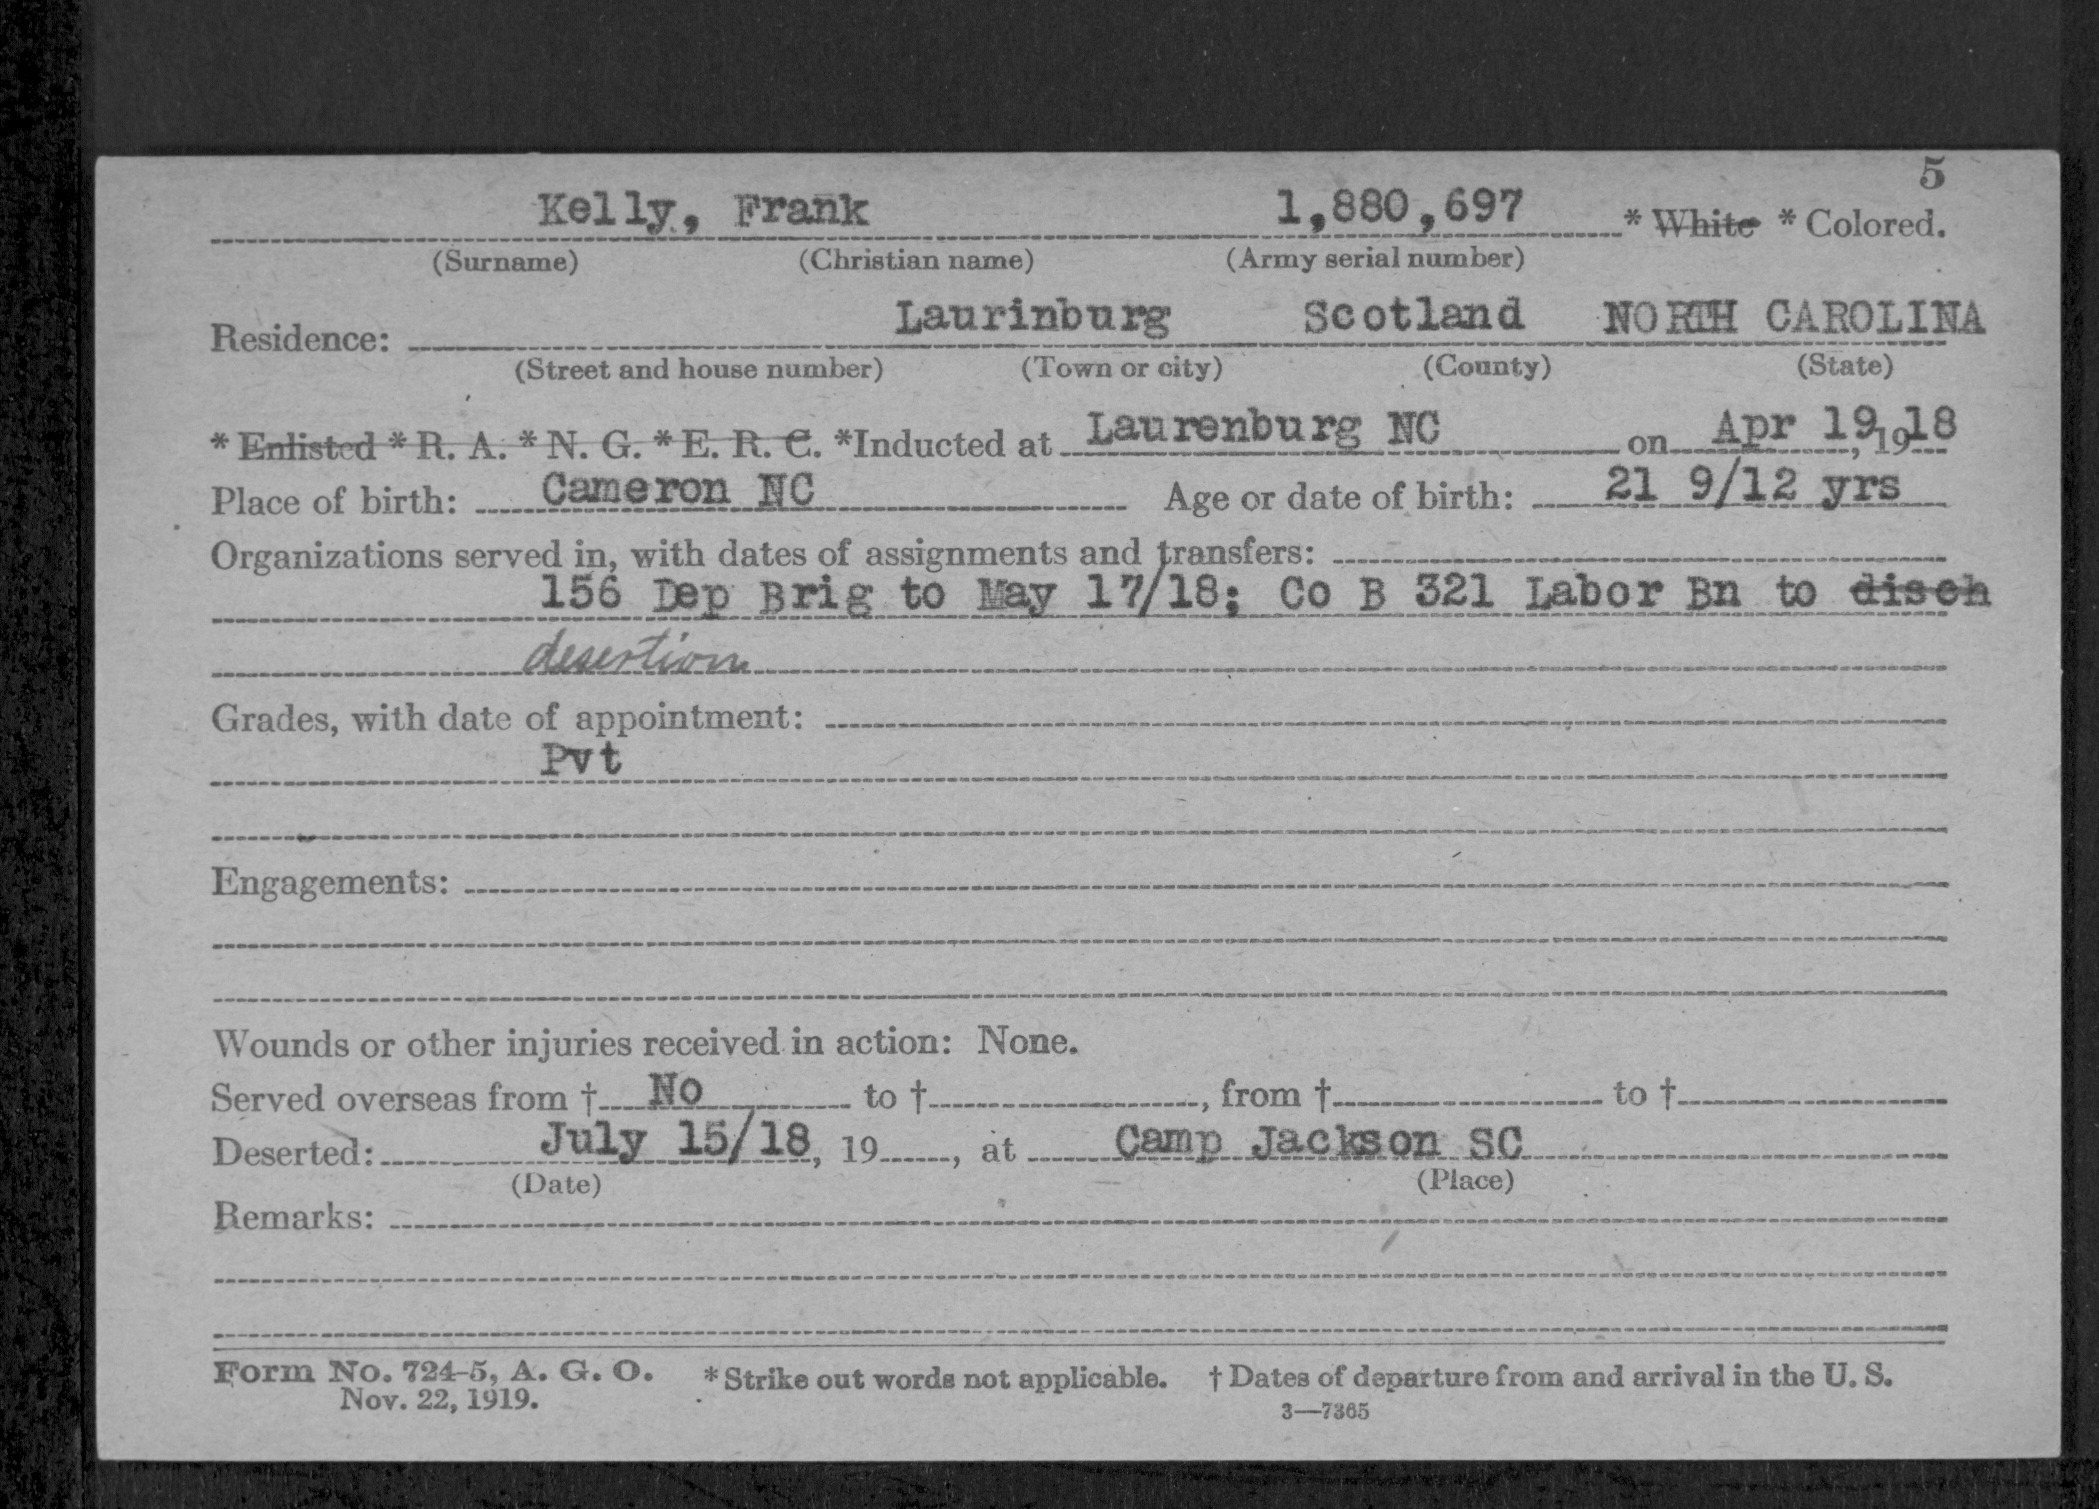 5
Kelly, Frank 1,880,697 * White * Colored.
(Surname) (Christian name) (Army serial number)
Residence: Laurinburg Scotland NORTH CAROLINA
(Street and house number) (Town or city) (County) (State)
* Enlisted * R. A. * N. G. * E. R. C. *Inducted at Laurenburg NC on Apr 19, 1918
Place of birth: Cameron NC Age or date of birth: 21 9/12 yrs
Organizations served in, with dates of assignments and transfers:
156 Dep Brig to May 17/18; Co B 321 Labor Bn to disch
desertion
Grades, with date of appointment:
Pvt
Engagements:
Wounds or other injuries received in action: None.
Served overseas from † No to †, from † to †
Deserted: July 15/18, 19, at Camp Jackson SC
(Date) (Place)
Remarks:
Form No. 724-5, A. G. O. * Strike out words not applicable. † Dates of departure from and arrival in the U. S.
Nov. 22, 1919. 3—7365